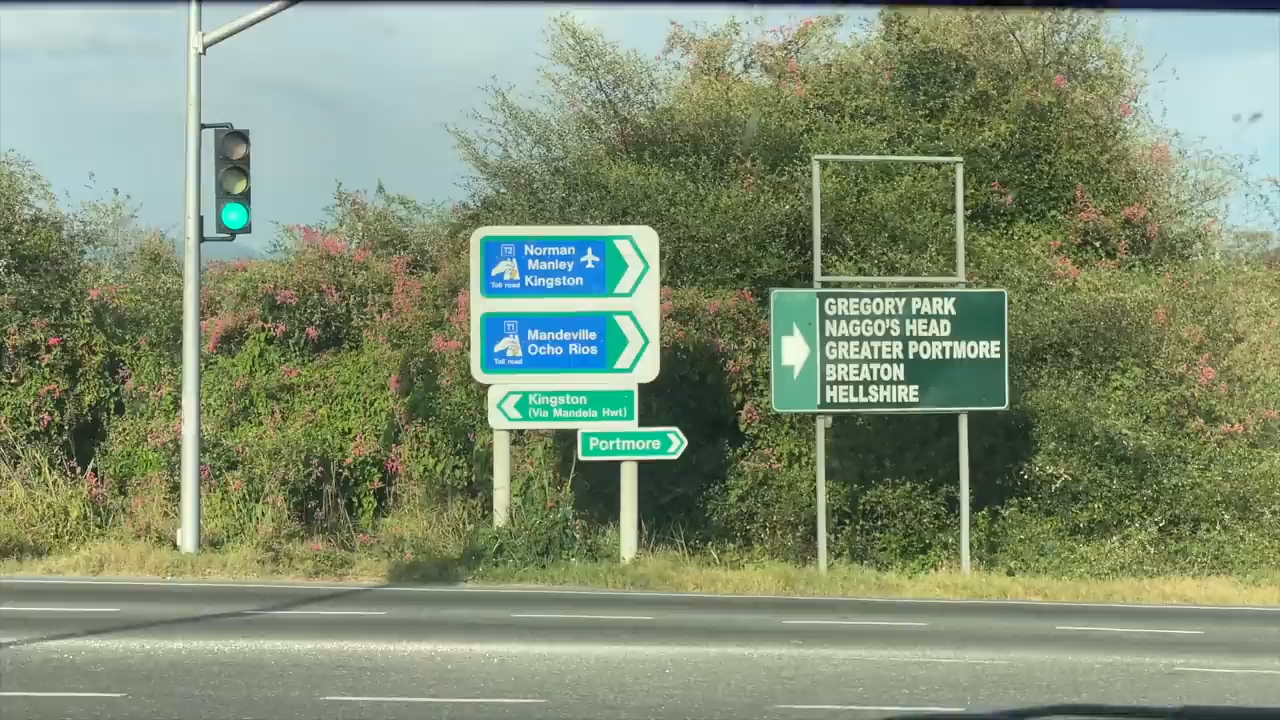 T2
Toll road
Norman
Manley
Kingston
T1
Toll road
Mandeville
Ocho Rios
Kingston
(Via Mandela Hwt)
Portmore
GREGORY PARK
NAGGO'S HEAD
GREATER PORTMORE
BREATON
HELLSHIRE